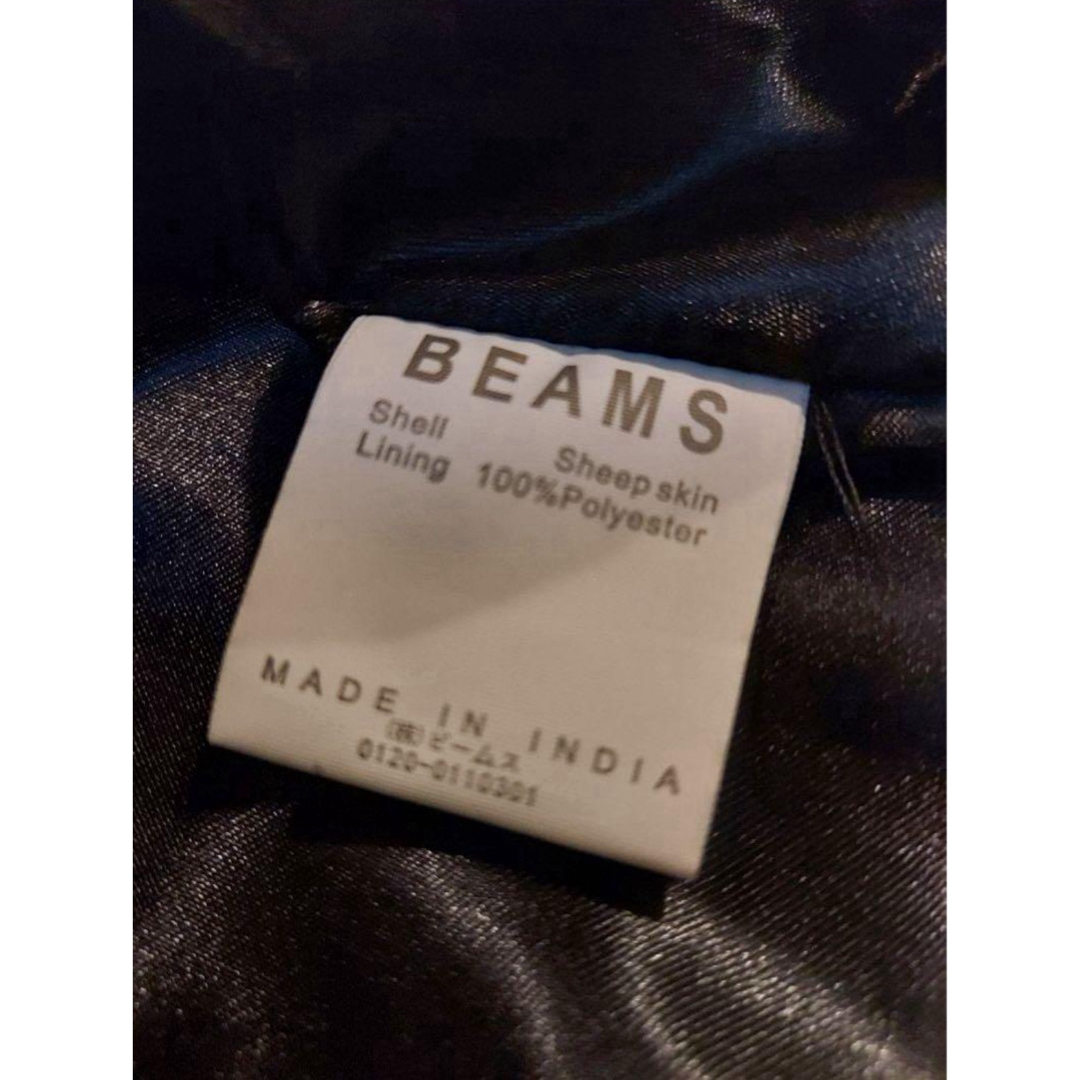 BEAMS
Shell Sheep skin
Lining 100%Polyester
MADE IN INDIA
(株)ビームス
0120-0110301